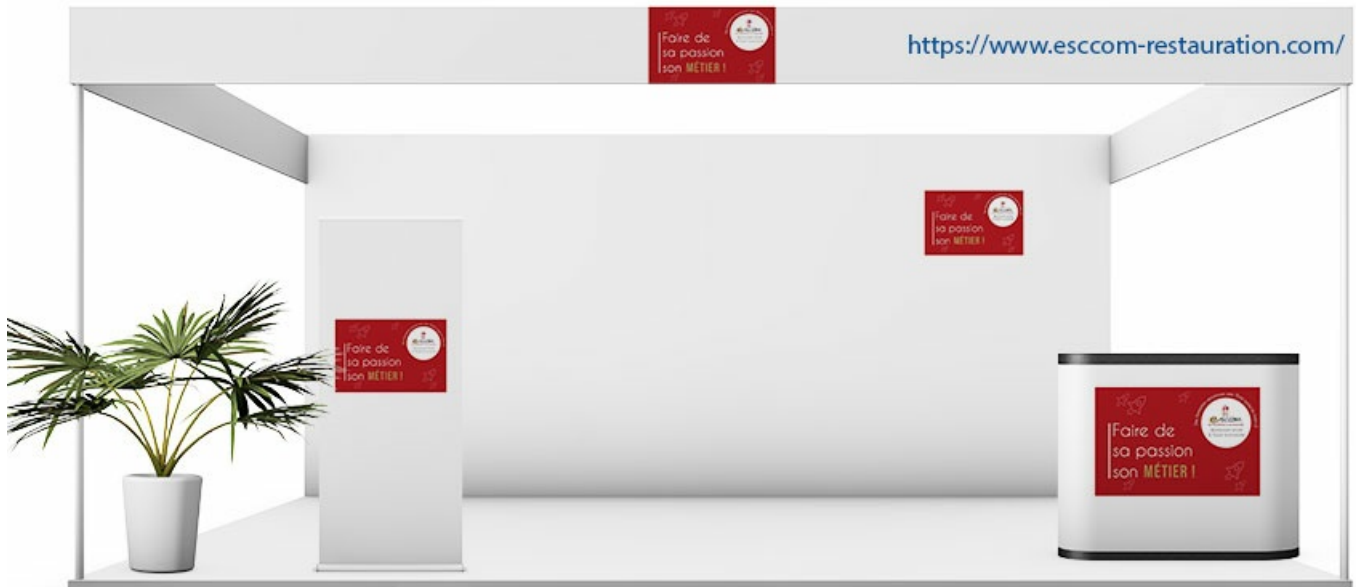 Faire de
sa passion
son MÉTIER !
https://www.esccom-restauration.com/
Faire de
sa passion
son MÉTIER !
Faire de
sa passion
son MÉTIER !
Faire de
sa passion
son MÉTIER !
esccom